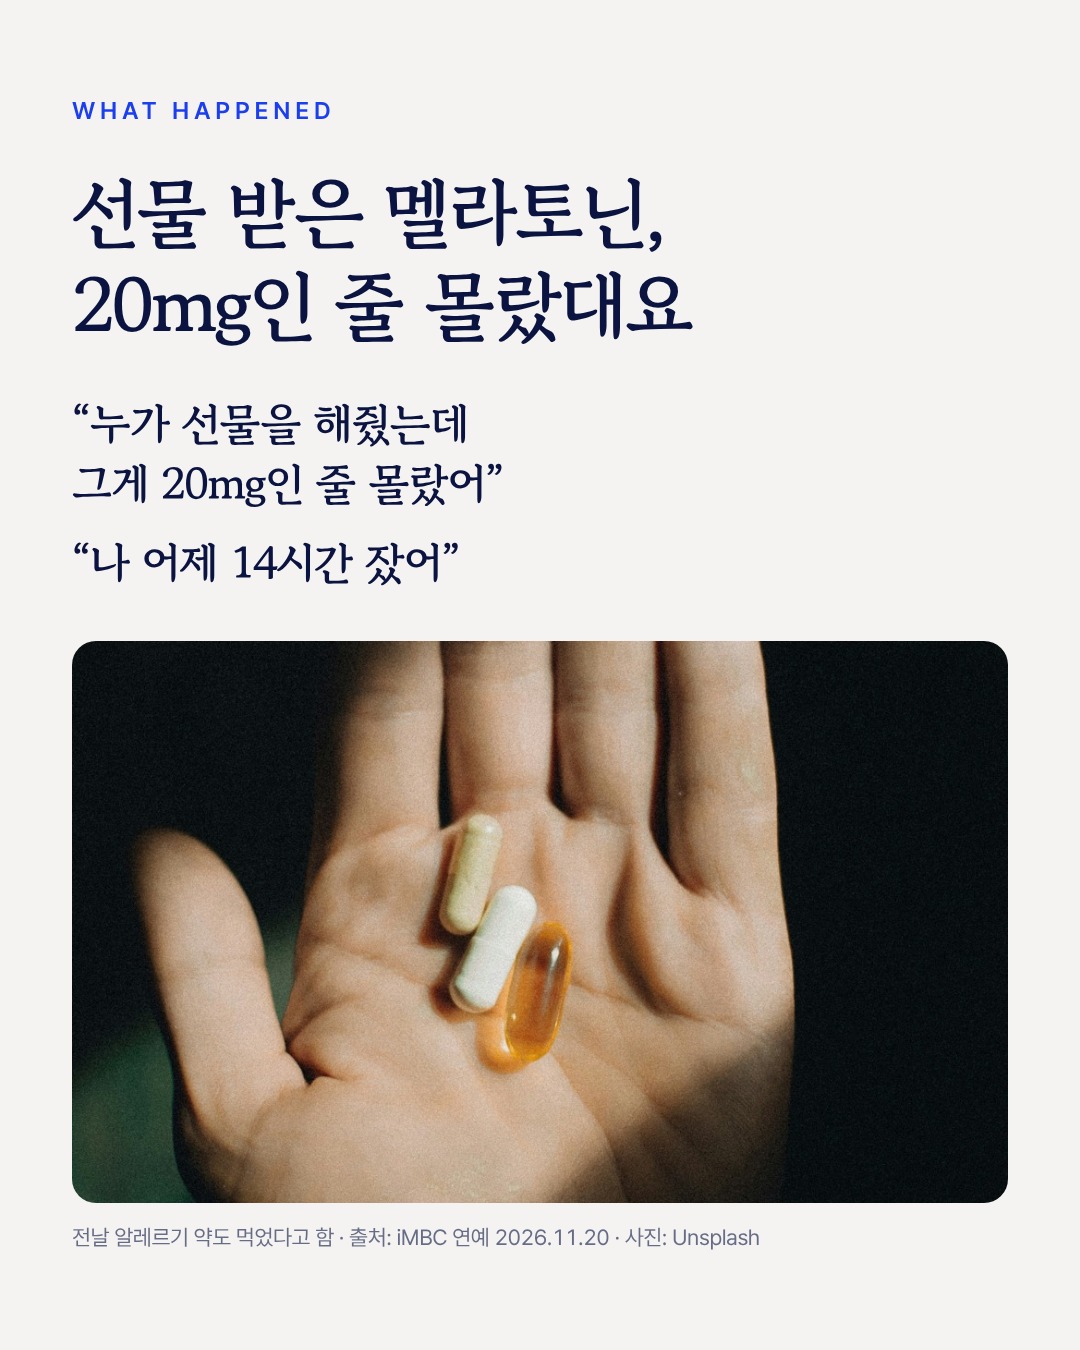 WHAT HAPPENED
선물 받은 멜라토닌,
20mg인 줄 몰랐대요
“누가 선물을 해줬는데
그게 20mg인 줄 몰랐어”
“나 어제 14시간 잤어”
전날 알레르기 약도 먹었다고 함 · 출처: iMBC 연예 2026.11.20 · 사진: Unsplash